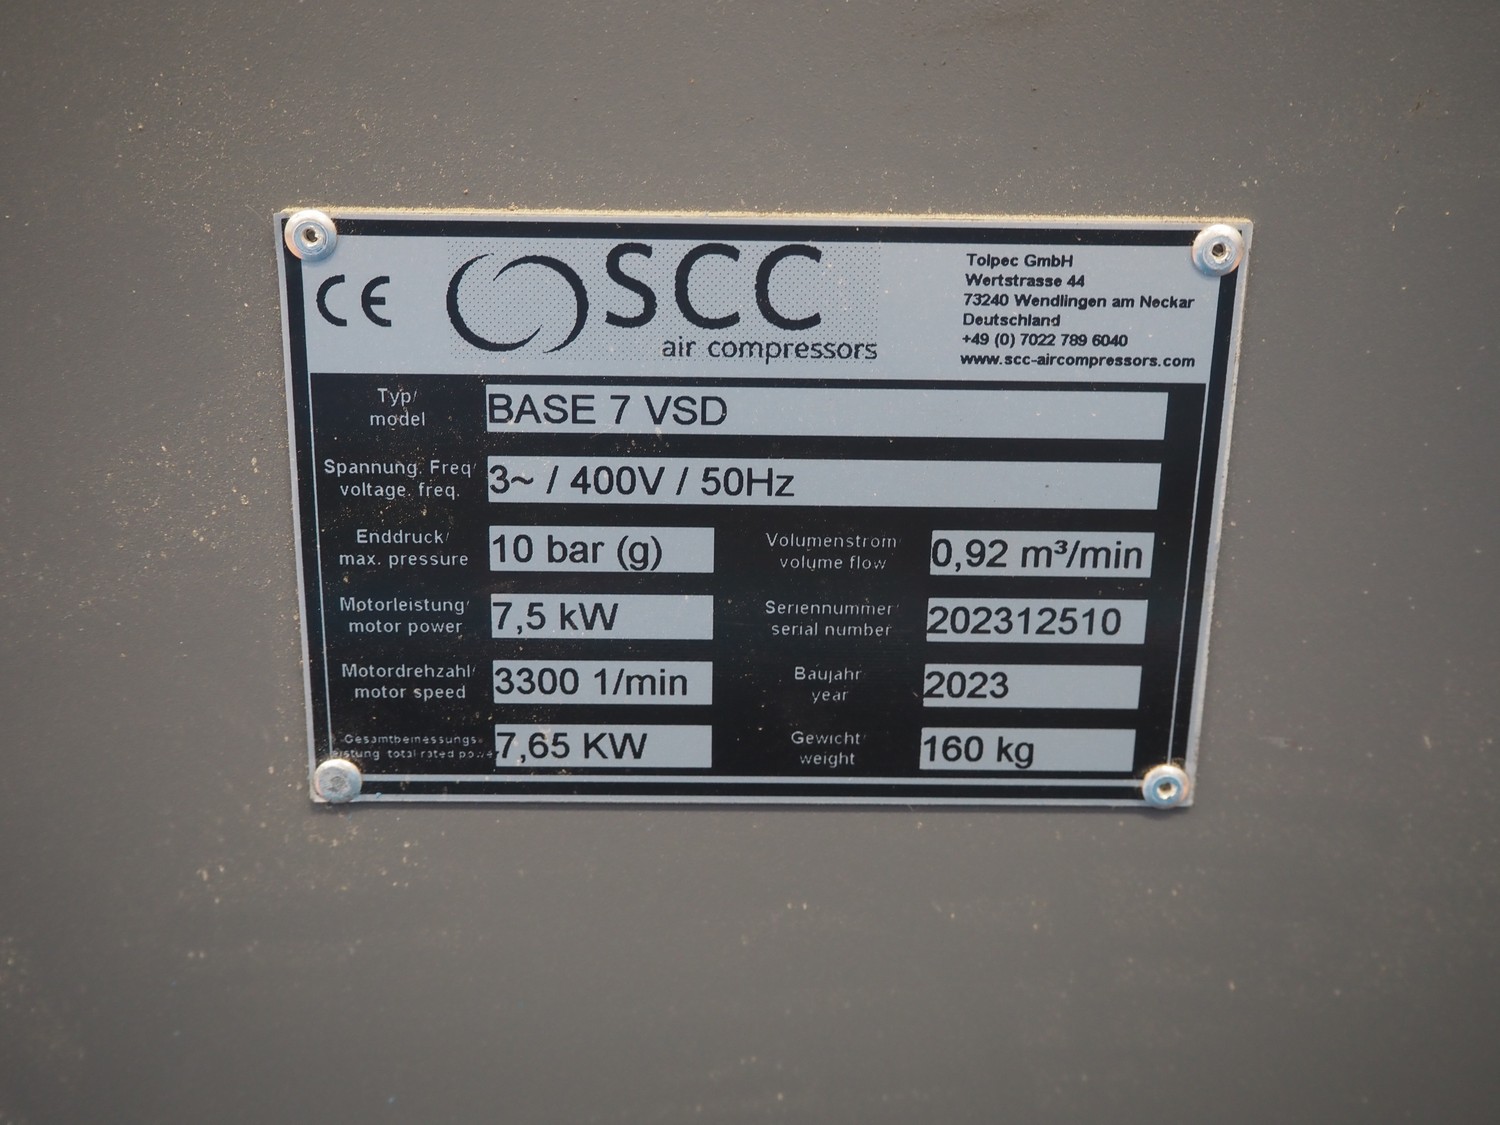 CE
SCC
air compressors
Tolpec GmbH
Wertstrasse 44
73240 Wendlingen am Neckar
Deutschland
+49 (0) 7022 789 6040
www.scc-aircompressors.com
Typ/
model
BASE 7 VSD
Spannung. Freq/
voltage. freq.
3~ / 400V / 50Hz
Enddruck/
max. pressure
10 bar (g)
Volumenstrom
volume flow
0,92 m³/min
Motorleistung/
motor power
7,5 kW
Seriennummer/
serial number
202312510
Motordrehzahl/
motor speed
3300 1/min
Baujahr/
year
2023
Gesamtbemessungs-
total rated
7,65 KW
Gewicht/
weight
160 kg